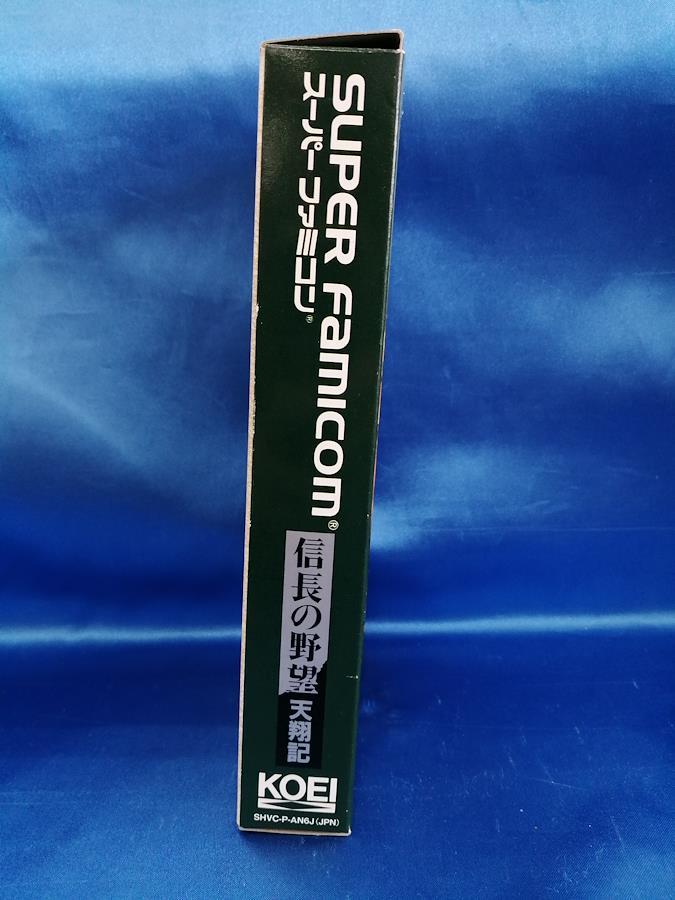 SUPER FAMICOM®
スーパーファミコン®
信長の野望
天翔記
KOEI
SHVC-P-AN6J(JPN)